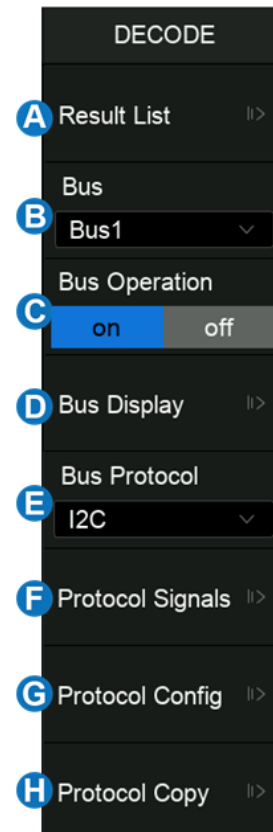 DECODE
A Result List
Bus
B Bus1
Bus Operation
C on off
D Bus Display
Bus Protocol
E I2C
F Protocol Signals
G Protocol Config
H Protocol Copy